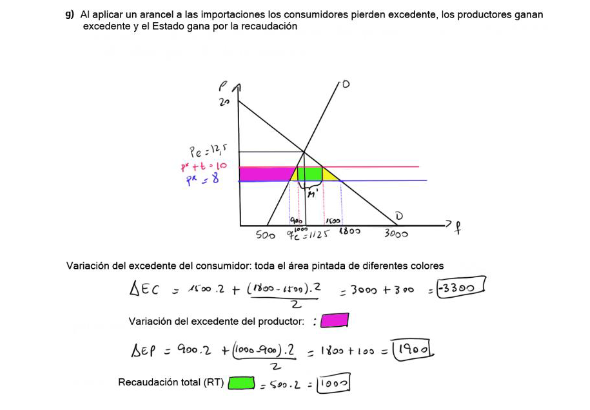 g) Al aplicar un arancel a las importaciones los consumidores pierden excedente, los productores ganan
excedente y el Estado gana por la recaudación
P
O
20
Pe = 12,5
pˣ + t = 10
pˣ = 8
M'
900
1000
1500
D
500
qe = 1125
1800
3000
q
Variación del excedente del consumidor: toda el área pintada de diferentes colores
ΔEC = 1500.2 + (1800-1500).2 / 2 = 3000 + 300 = -3300
Variación del excedente del productor: :
ΔEP = 900.2 + (1000-900).2 / 2 = 1800 + 100 = 1900
Recaudación total (RT) = 500.2 = 1000